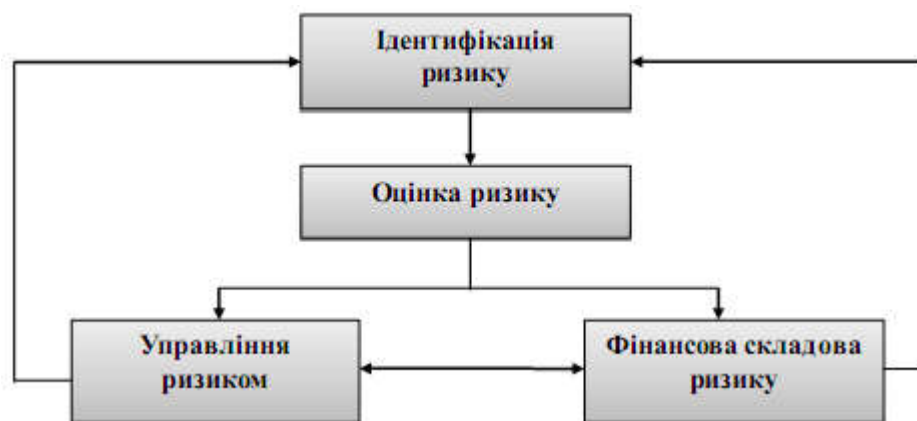 Ідентифікація
ризику
Оцінка ризику
Управління
ризиком
Фінансова складова
ризику